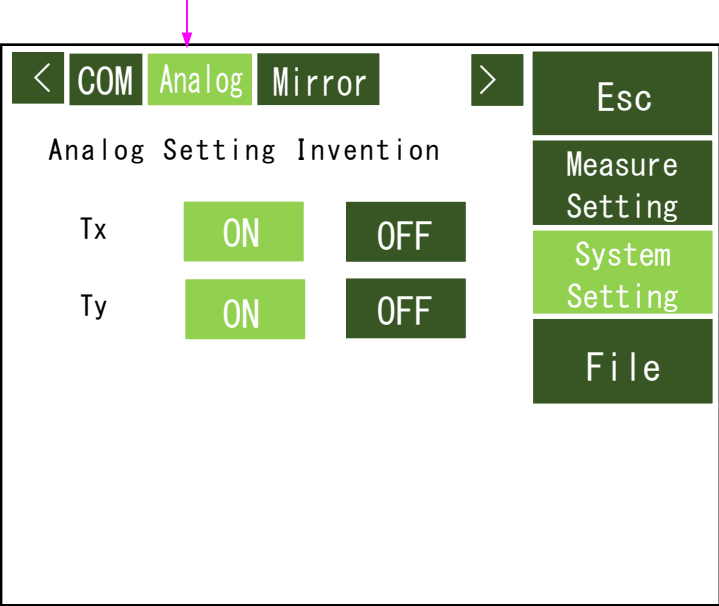 < COM Analog Mirror >
Esc
Analog Setting Invention
Measure
Setting
Tx ON OFF
System
Setting
Ty ON OFF
File